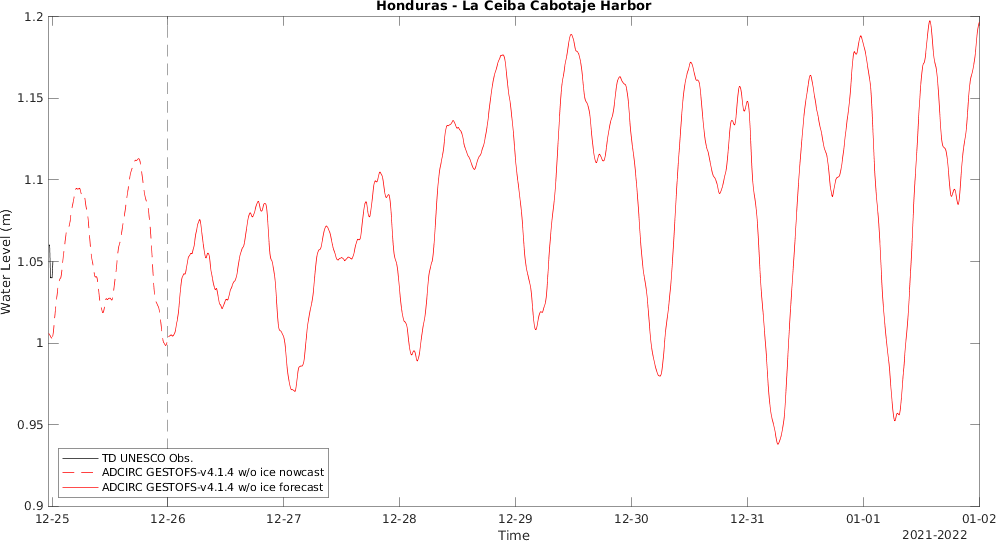 Honduras - La Ceiba Cabotaje Harbor
Water Level (m)
1.2
1.15
1.1
1.05
1
0.95
0.9
TD UNESCO Obs.
ADCIRC GESTOFS-v4.1.4 w/o ice nowcast
ADCIRC GESTOFS-v4.1.4 w/o ice forecast
12-25 12-26 12-27 12-28 12-29 12-30 12-31 01-01 01-02
Time
2021-2022